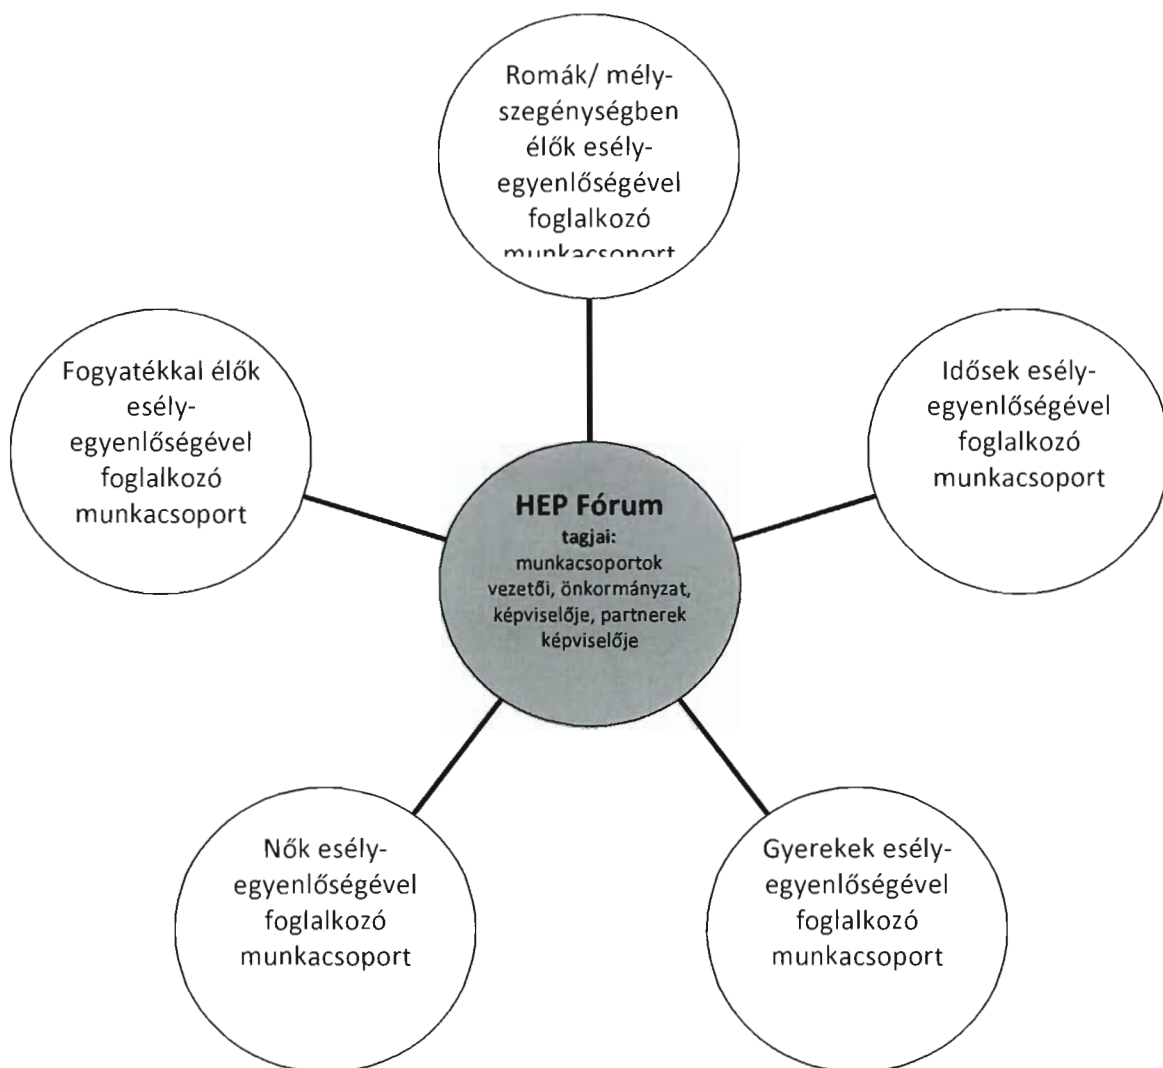 Romák/ mély-
szegénységben
élők esély-
egyenlőségével
foglalkozó
munkacsoport
Fogyatékkal élők
esély-
egyenlőségével
foglalkozó
munkacsoport
Idősek esély-
egyenlőségével
foglalkozó
munkacsoport
HEP Fórum
tagjai:
munkacsoportok
vezetői, önkormányzat,
képviselője, partnerek
képviselője
Nők esély-
egyenlőségével
foglalkozó
munkacsoport
Gyerekek esély-
egyenlőségével
foglalkozó
munkacsoport